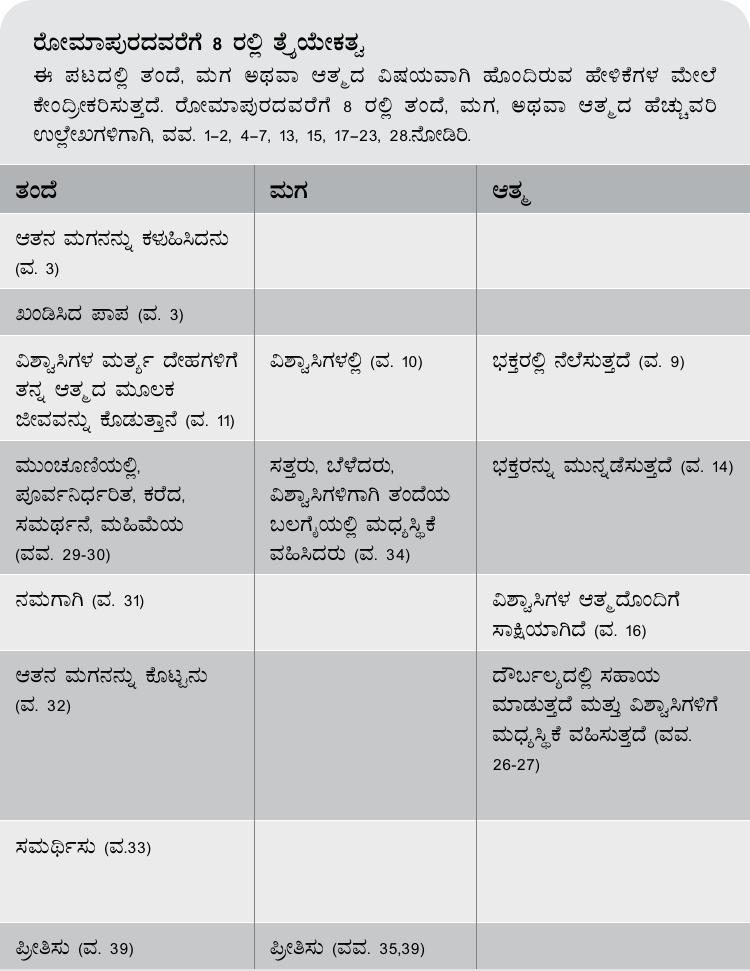 ರೋಮಾಪುರದವರೆಗೆ 8 ರಲ್ಲಿ ತ್ರೈಯೇಕತ್ವ
ಈ ಪಟದಲ್ಲಿ ತಂದೆ, ಮಗ ಅಥವಾ ಆತ್ಮದ ವಿಷಯವಾಗಿ ಹೊಂದಿರುವ ಹೇಳಿಕೆಗಳ ಮೇಲೆ
ಕೇಂದ್ರೀಕರಿಸುತ್ತದೆ. ರೋಮಾಪುರದವರೆಗೆ 8 ರಲ್ಲಿ ತಂದೆ, ಮಗ, ಅಥವಾ ಆತ್ಮದ ಹೆಚ್ಚುವರಿ
ಉಲ್ಲೇಖಗಳಿಗಾಗಿ, ವವ. 1–2, 4–7, 13, 15, 17–23, 28.ನೋಡಿರಿ.
ತಂದೆ ಮಗ ಆತ್ಮ
ಆತನ ಮಗನನ್ನು ಕಳುಹಿಸಿದನು
(ವ. 3)
ಖಂಡಿಸಿದ ಪಾಪ (ವ. 3)
ವಿಶ್ವಾಸಿಗಳ ಮರ್ತ್ಯ ದೇಹಗಳಿಗೆ
ತನ್ನ ಆತ್ಮದ ಮೂಲಕ
ಜೀವವನ್ನು ಕೊಡುತ್ತಾನೆ (ವ. 11)
ವಿಶ್ವಾಸಿಗಳಲ್ಲಿ (ವ. 10)
ಭಕ್ತರಲ್ಲಿ ನೆಲೆಸುತ್ತದೆ (ವ. 9)
ಮುಂಚೂಣಿಯಲ್ಲಿ,
ಪೂರ್ವನಿರ್ಧರಿತ, ಕರೆದ,
ಸಮರ್ಥನೆ, ಮಹಿಮೆಯ
(ವವ. 29-30)
ಸತ್ತರು, ಬೆಳೆದರು,
ವಿಶ್ವಾಸಿಗಳಿಗಾಗಿ ತಂದೆಯ
ಬಲಗೈಯಲ್ಲಿ ಮಧ್ಯಸ್ಥಿಕೆ
ವಹಿಸಿದರು (ವ. 34)
ಭಕ್ತರನ್ನು ಮುನ್ನಡೆಸುತ್ತದೆ (ವ. 14)
ನಮಗಾಗಿ (ವ. 31)
ವಿಶ್ವಾಸಿಗಳ ಆತ್ಮದೊಂದಿಗೆ
ಸಾಕ್ಷಿಯಾಗಿದೆ (ವ. 16)
ಆತನ ಮಗನನ್ನು ಕೊಟ್ಟನು
(ವ. 32)
ದೌರ್ಬಲ್ಯದಲ್ಲಿ ಸಹಾಯ
ಮಾಡುತ್ತದೆ ಮತ್ತು ವಿಶ್ವಾಸಿಗಳಿಗೆ
ಮಧ್ಯಸ್ಥಿಕೆ ವಹಿಸುತ್ತದೆ (ವವ.
26-27)
ಸಮರ್ಥಿಸು (ವ.33)
ಪ್ರೀತಿಸು (ವ. 39)
ಪ್ರೀತಿಸು (ವವ. 35,39)